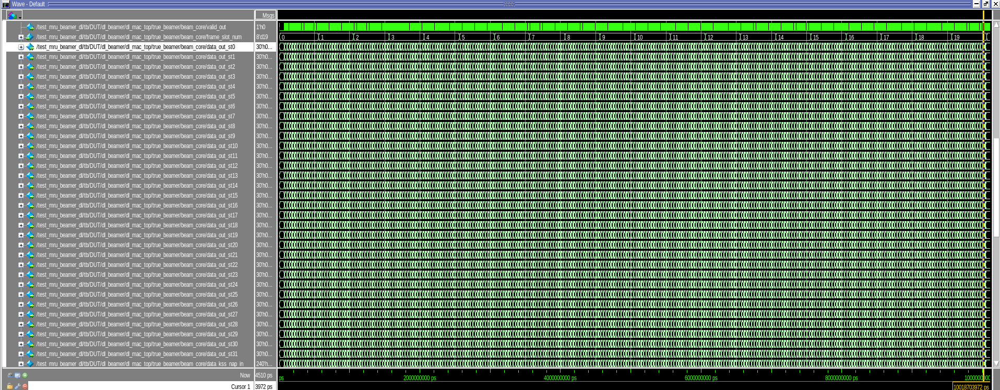 Wave - Default
Msgs
/test_mru_beamer_dl/tb/DUT/dl_beamer/dl_mac_top/true_beamer/beam_core/valid_out 1'h0
/test_mru_beamer_dl/tb/DUT/dl_beamer/dl_mac_top/true_beamer/beam_core/frame_slot_num 8'd19 0 1 2 3 4 5 6 7 8 9 10 11 12 13 14 15 16 17 18 19
/test_mru_beamer_dl/tb/DUT/dl_beamer/dl_mac_top/true_beamer/beam_core/data_out_st0 30'h0...
/test_mru_beamer_dl/tb/DUT/dl_beamer/dl_mac_top/true_beamer/beam_core/data_out_st1 30'h0...
/test_mru_beamer_dl/tb/DUT/dl_beamer/dl_mac_top/true_beamer/beam_core/data_out_st2 30'h0...
/test_mru_beamer_dl/tb/DUT/dl_beamer/dl_mac_top/true_beamer/beam_core/data_out_st3 30'h0...
/test_mru_beamer_dl/tb/DUT/dl_beamer/dl_mac_top/true_beamer/beam_core/data_out_st4 30'h0...
/test_mru_beamer_dl/tb/DUT/dl_beamer/dl_mac_top/true_beamer/beam_core/data_out_st5 30'h0...
/test_mru_beamer_dl/tb/DUT/dl_beamer/dl_mac_top/true_beamer/beam_core/data_out_st6 30'h0...
/test_mru_beamer_dl/tb/DUT/dl_beamer/dl_mac_top/true_beamer/beam_core/data_out_st7 30'h0...
/test_mru_beamer_dl/tb/DUT/dl_beamer/dl_mac_top/true_beamer/beam_core/data_out_st8 30'h0...
/test_mru_beamer_dl/tb/DUT/dl_beamer/dl_mac_top/true_beamer/beam_core/data_out_st9 30'h0...
/test_mru_beamer_dl/tb/DUT/dl_beamer/dl_mac_top/true_beamer/beam_core/data_out_st10 30'h0...
/test_mru_beamer_dl/tb/DUT/dl_beamer/dl_mac_top/true_beamer/beam_core/data_out_st11 30'h0...
/test_mru_beamer_dl/tb/DUT/dl_beamer/dl_mac_top/true_beamer/beam_core/data_out_st12 30'h0...
/test_mru_beamer_dl/tb/DUT/dl_beamer/dl_mac_top/true_beamer/beam_core/data_out_st13 30'h0...
/test_mru_beamer_dl/tb/DUT/dl_beamer/dl_mac_top/true_beamer/beam_core/data_out_st14 30'h0...
/test_mru_beamer_dl/tb/DUT/dl_beamer/dl_mac_top/true_beamer/beam_core/data_out_st15 30'h0...
/test_mru_beamer_dl/tb/DUT/dl_beamer/dl_mac_top/true_beamer/beam_core/data_out_st16 30'h0...
/test_mru_beamer_dl/tb/DUT/dl_beamer/dl_mac_top/true_beamer/beam_core/data_out_st17 30'h0...
/test_mru_beamer_dl/tb/DUT/dl_beamer/dl_mac_top/true_beamer/beam_core/data_out_st18 30'h0...
/test_mru_beamer_dl/tb/DUT/dl_beamer/dl_mac_top/true_beamer/beam_core/data_out_st19 30'h0...
/test_mru_beamer_dl/tb/DUT/dl_beamer/dl_mac_top/true_beamer/beam_core/data_out_st20 30'h0...
/test_mru_beamer_dl/tb/DUT/dl_beamer/dl_mac_top/true_beamer/beam_core/data_out_st21 30'h0...
/test_mru_beamer_dl/tb/DUT/dl_beamer/dl_mac_top/true_beamer/beam_core/data_out_st22 30'h0...
/test_mru_beamer_dl/tb/DUT/dl_beamer/dl_mac_top/true_beamer/beam_core/data_out_st23 30'h0...
/test_mru_beamer_dl/tb/DUT/dl_beamer/dl_mac_top/true_beamer/beam_core/data_out_st24 30'h0...
/test_mru_beamer_dl/tb/DUT/dl_beamer/dl_mac_top/true_beamer/beam_core/data_out_st25 30'h0...
/test_mru_beamer_dl/tb/DUT/dl_beamer/dl_mac_top/true_beamer/beam_core/data_out_st26 30'h0...
/test_mru_beamer_dl/tb/DUT/dl_beamer/dl_mac_top/true_beamer/beam_core/data_out_st27 30'h0...
/test_mru_beamer_dl/tb/DUT/dl_beamer/dl_mac_top/true_beamer/beam_core/data_out_st28 30'h0...
/test_mru_beamer_dl/tb/DUT/dl_beamer/dl_mac_top/true_beamer/beam_core/data_out_st29 30'h0...
/test_mru_beamer_dl/tb/DUT/dl_beamer/dl_mac_top/true_beamer/beam_core/data_out_st30 30'h0...
/test_mru_beamer_dl/tb/DUT/dl_beamer/dl_mac_top/true_beamer/beam_core/data_out_st31 30'h0...
/test_mru_beamer_dl/tb/DUT/dl_beamer/dl_mac_top/true_beamer/beam_core/data_kss_nap_in 240'h...
Now 4510 ps ps 2000000000 ps 4000000000 ps 6000000000 ps 8000000000 ps
Cursor 1 3972 ps 10018703972 ps